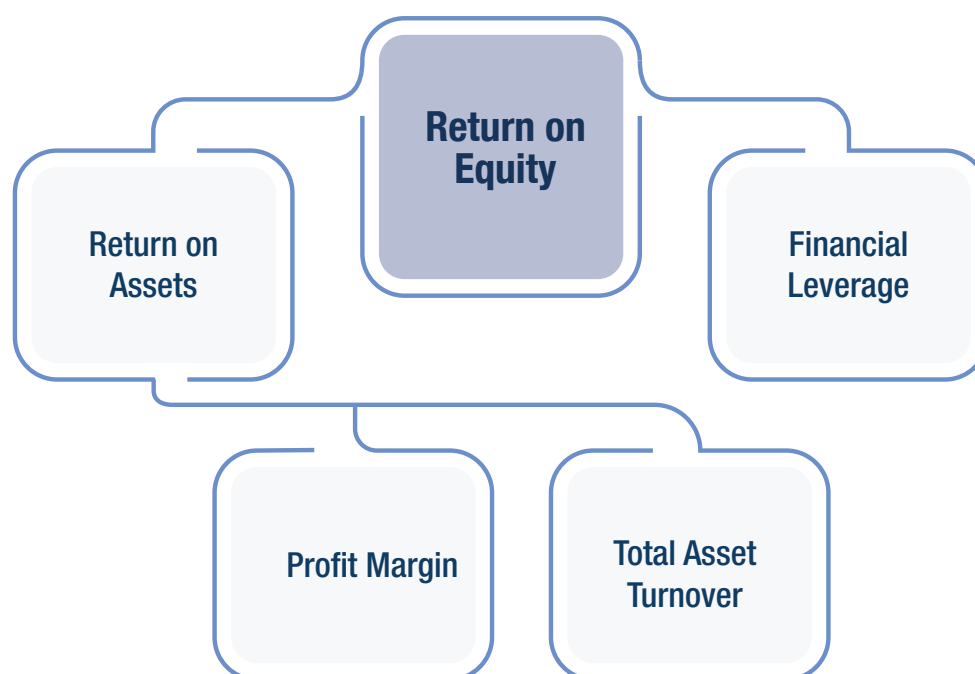 Return on
Equity
Return on
Assets
Financial
Leverage
Profit Margin
Total Asset
Turnover